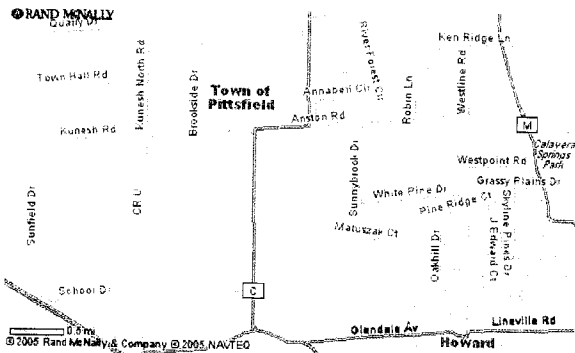 RAND McNALLY
Quality Dr
Ken Ridge Ln
River Forest Cir
Town Hall Rd
Kunesh North Rd
Brookside Dr
Town of
Pittsfield
Annabell Cir
Robin Ln
Westline Rd
Kunesh Rd
Anston Rd
M
Calavera
Springs
Park
Sunnybrook Dr
Westpoint Rd
Grassy Plains Dr
White Pine Dr
Pine Ridge Ct
Skyline Pines Dr
Sunfield Dr
CR U
Matuszak Ct
Oakhill Dr
J Edward Ct
School Dr
C
0.5 mi
Glendale Av
Lineville Rd
Howard
© 2005 Rand McNally & Company © 2005 NAVTEQ